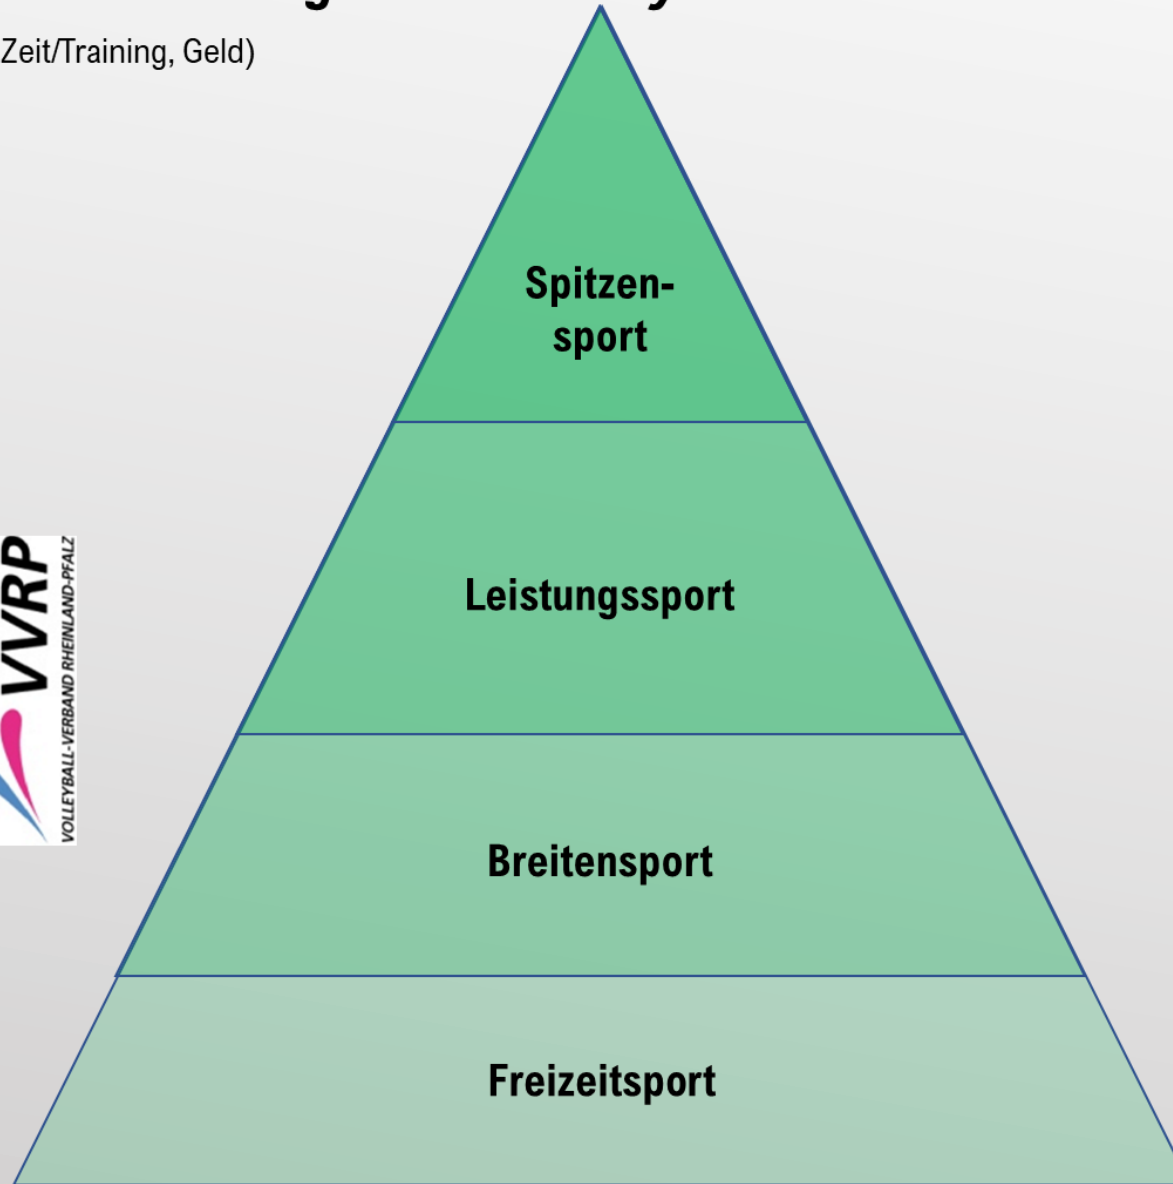 Zeit/Training, Geld)
Spitzen-
sport
Leistungssport
VVRP
VOLLEYBALL-VERBAND RHEINLAND-PFALZ
Breitensport
Freizeitsport